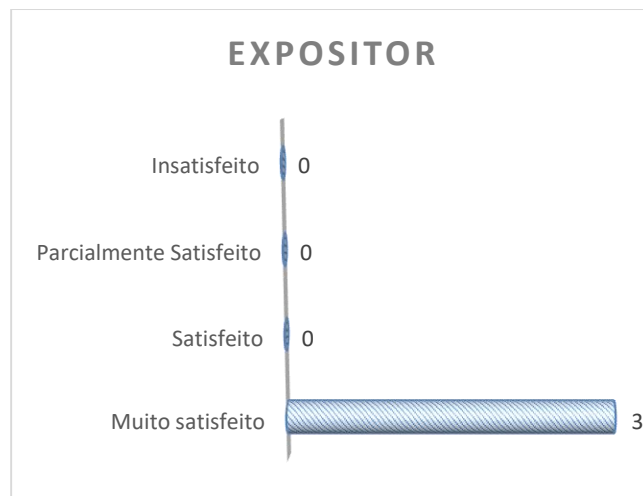 EXPOSITOR
Insatisfeito 0
Parcialmente Satisfeito 0
Satisfeito 0
Muito satisfeito 3